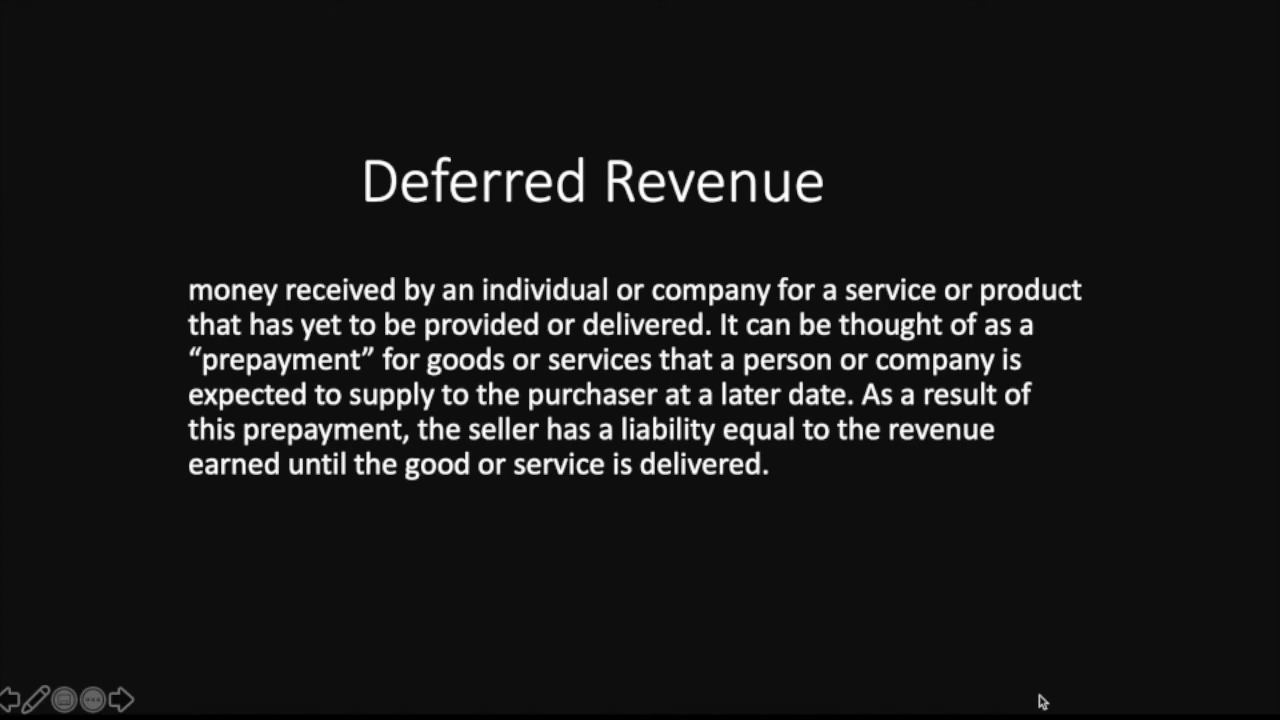 Deferred Revenue
money received by an individual or company for a service or product
that has yet to be provided or delivered. It can be thought of as a
“prepayment” for goods or services that a person or company is
expected to supply to the purchaser at a later date. As a result of
this prepayment, the seller has a liability equal to the revenue
earned until the good or service is delivered.